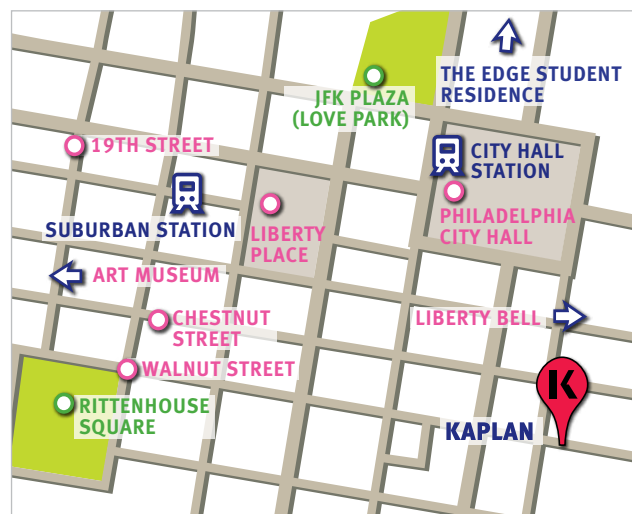 THE EDGE STUDENT
RESIDENCE
JFK PLAZA
(LOVE PARK)
19TH STREET
CITY HALL
STATION
SUBURBAN STATION
LIBERTY
PLACE
PHILADELPHIA
CITY HALL
ART MUSEUM
CHESTNUT
STREET
LIBERTY BELL
WALNUT STREET
K
RITTENHOUSE
SQUARE
KAPLAN